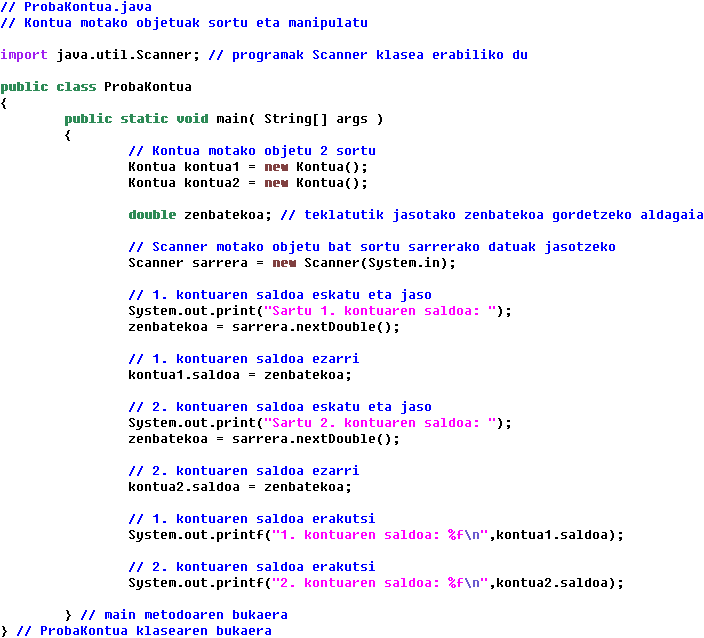 // ProbaKontua.java
// Kontua motako objetuak sortu eta manipulatu
import java.util.Scanner; // programak Scanner klasea erabiliko du
public class ProbaKontua
{
public static void main( String[] args )
{
// Kontua motako objetu 2 sortu
Kontua kontua1 = new Kontua();
Kontua kontua2 = new Kontua();
double zenbatekoa; // teklatutik jasotako zenbatekoa gordetzeko aldagaia
// Scanner motako objetu bat sortu sarrerako datuak jasotzeko
Scanner sarrera = new Scanner(System.in);
// 1. kontuaren saldoa eskatu eta jaso
System.out.print("Sartu 1. kontuaren saldoa: ");
zenbatekoa = sarrera.nextDouble();
// 1. kontuaren saldoa ezarri
kontua1.saldoa = zenbatekoa;
// 2. kontuaren saldoa eskatu eta jaso
System.out.print("Sartu 2. kontuaren saldoa: ");
zenbatekoa = sarrera.nextDouble();
// 2. kontuaren saldoa ezarri
kontua2.saldoa = zenbatekoa;
// 1. kontuaren saldoa erakutsi
System.out.printf("1. kontuaren saldoa: %f\n",kontua1.saldoa);
// 2. kontuaren saldoa erakutsi
System.out.printf("2. kontuaren saldoa: %f\n",kontua2.saldoa);
} // main metodoaren bukaera
} // ProbaKontua klasearen bukaera